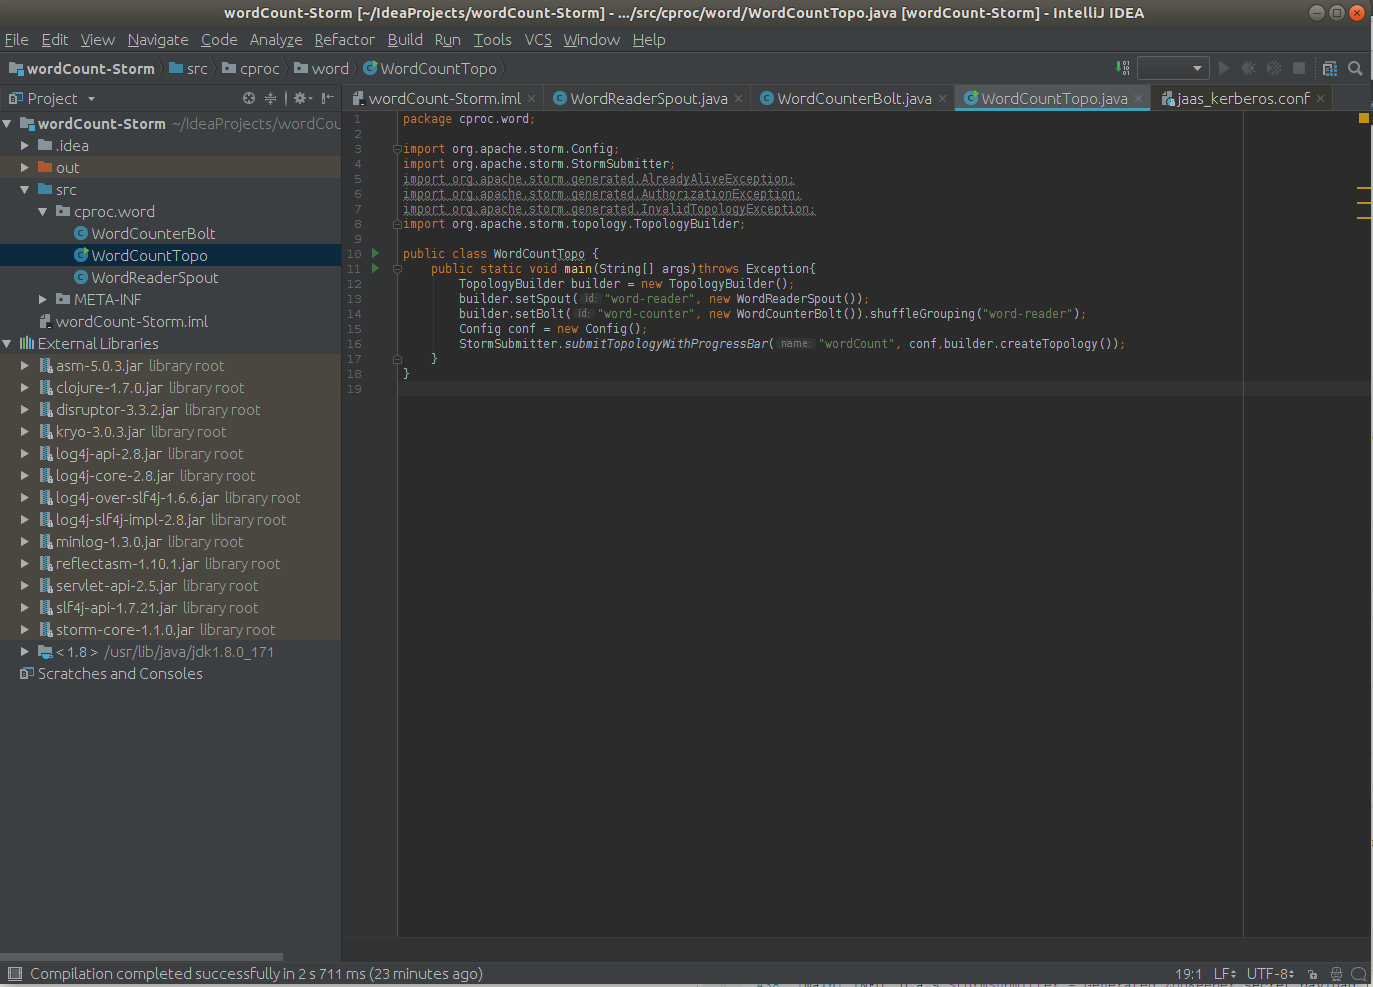 wordCount-Storm [~/IdeaProjects/wordCount-Storm] - .../src/cproc/word/WordCountTopo.java [wordCount-Storm] - IntelliJ IDEA
File Edit View Navigate Code Analyze Refactor Build Run Tools VCS Window Help
wordCount-Storm src cproc word WordCountTopo
Project
wordCount-Storm.iml WordReaderSpout.java WordCounterBolt.java WordCountTopo.java jaas_kerberos.conf
wordCount-Storm ~/IdeaProjects/wordCou
.idea
out
src
cproc.word
WordCounterBolt
WordCountTopo
WordReaderSpout
META-INF
wordCount-Storm.iml
External Libraries
asm-5.0.3.jar library root
clojure-1.7.0.jar library root
disruptor-3.3.2.jar library root
kryo-3.0.3.jar library root
log4j-api-2.8.jar library root
log4j-core-2.8.jar library root
log4j-over-slf4j-1.6.6.jar library root
log4j-slf4j-impl-2.8.jar library root
minlog-1.3.0.jar library root
reflectasm-1.10.1.jar library root
servlet-api-2.5.jar library root
slf4j-api-1.7.21.jar library root
storm-core-1.1.0.jar library root
< 1.8 > /usr/lib/java/jdk1.8.0_171
Scratches and Consoles
1 package cproc.word;
2
3 import org.apache.storm.Config;
4 import org.apache.storm.StormSubmitter;
5 import org.apache.storm.generated.AlreadyAliveException;
6 import org.apache.storm.generated.AuthorizationException;
7 import org.apache.storm.generated.InvalidTopologyException;
8 import org.apache.storm.topology.TopologyBuilder;
9
10 public class WordCountTopo {
11 public static void main(String[] args)throws Exception{
12 TopologyBuilder builder = new TopologyBuilder();
13 builder.setSpout( id: "word-reader", new WordReaderSpout());
14 builder.setBolt( id: "word-counter", new WordCounterBolt()).shuffleGrouping("word-reader");
15 Config conf = new Config();
16 StormSubmitter.submitTopologyWithProgressBar( name: "wordCount", conf,builder.createTopology());
17 }
18 }
19
Compilation completed successfully in 2 s 711 ms (23 minutes ago) 19:1 LF UTF-8